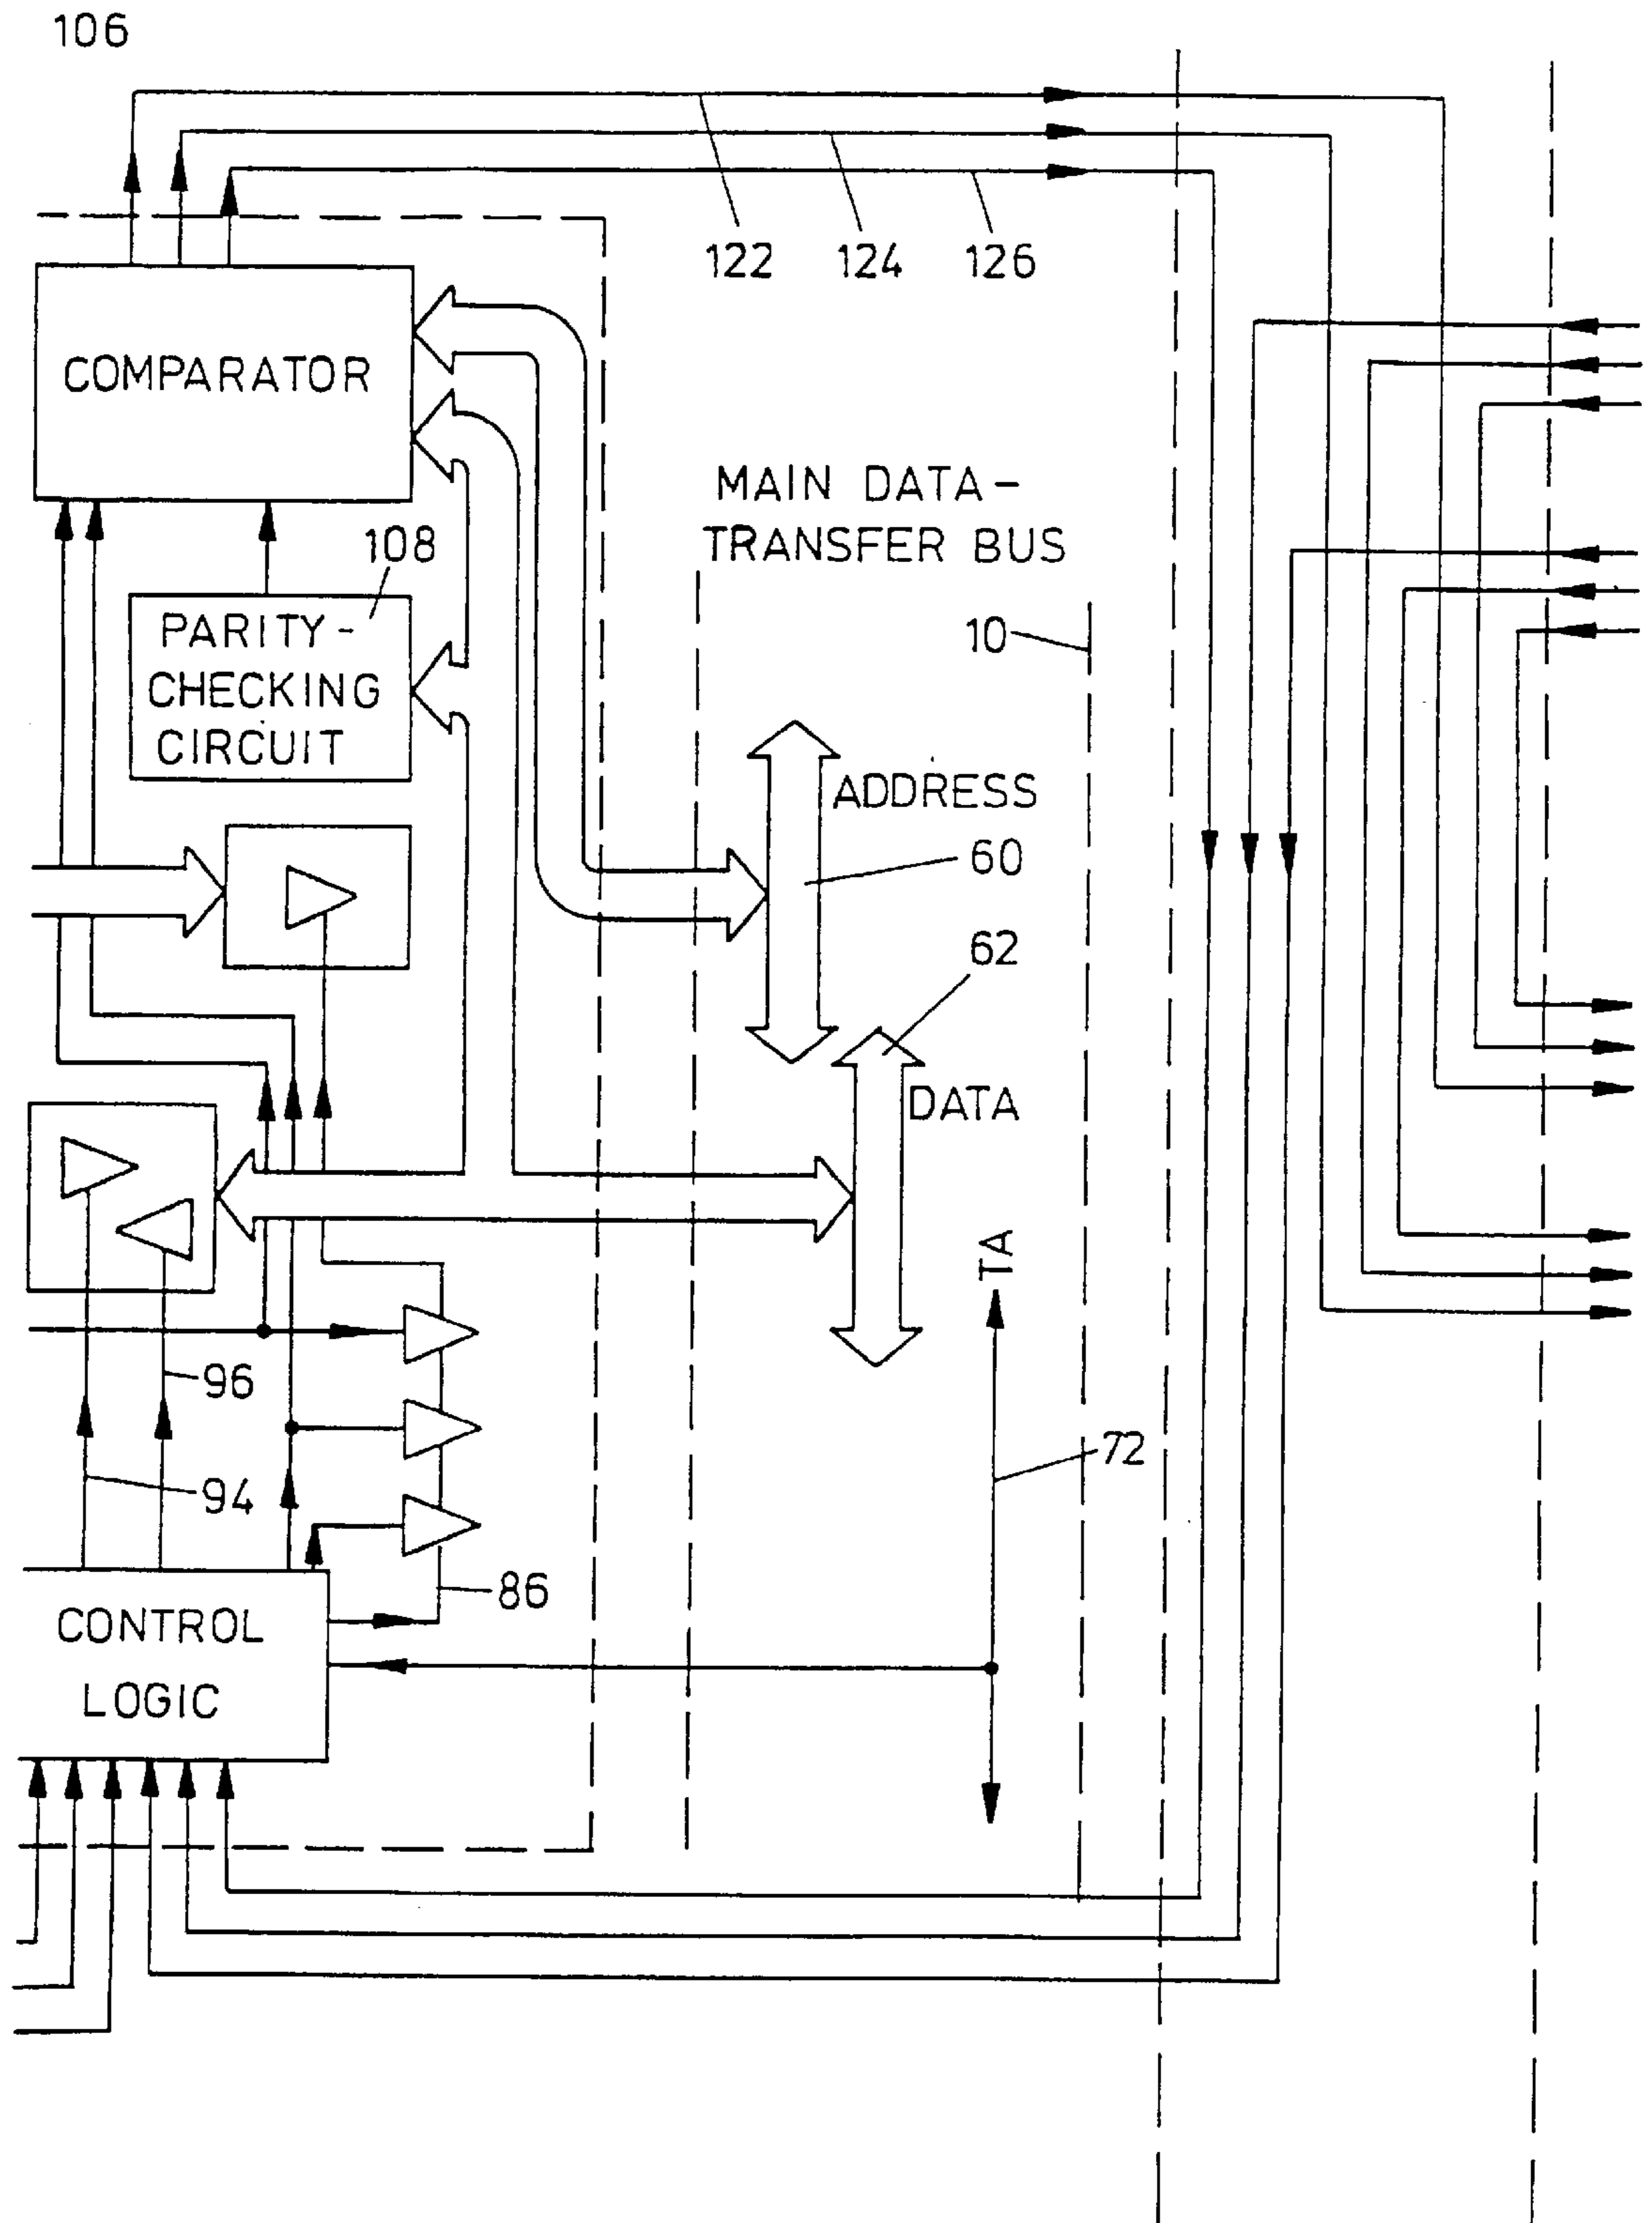 106
122
124
126
COMPARATOR
MAIN DATA-
TRANSFER BUS
108
PARITY-
CHECKING
CIRCUIT
10
ADDRESS
60
62
DATA
TA
96
72
94
86
CONTROL
LOGIC